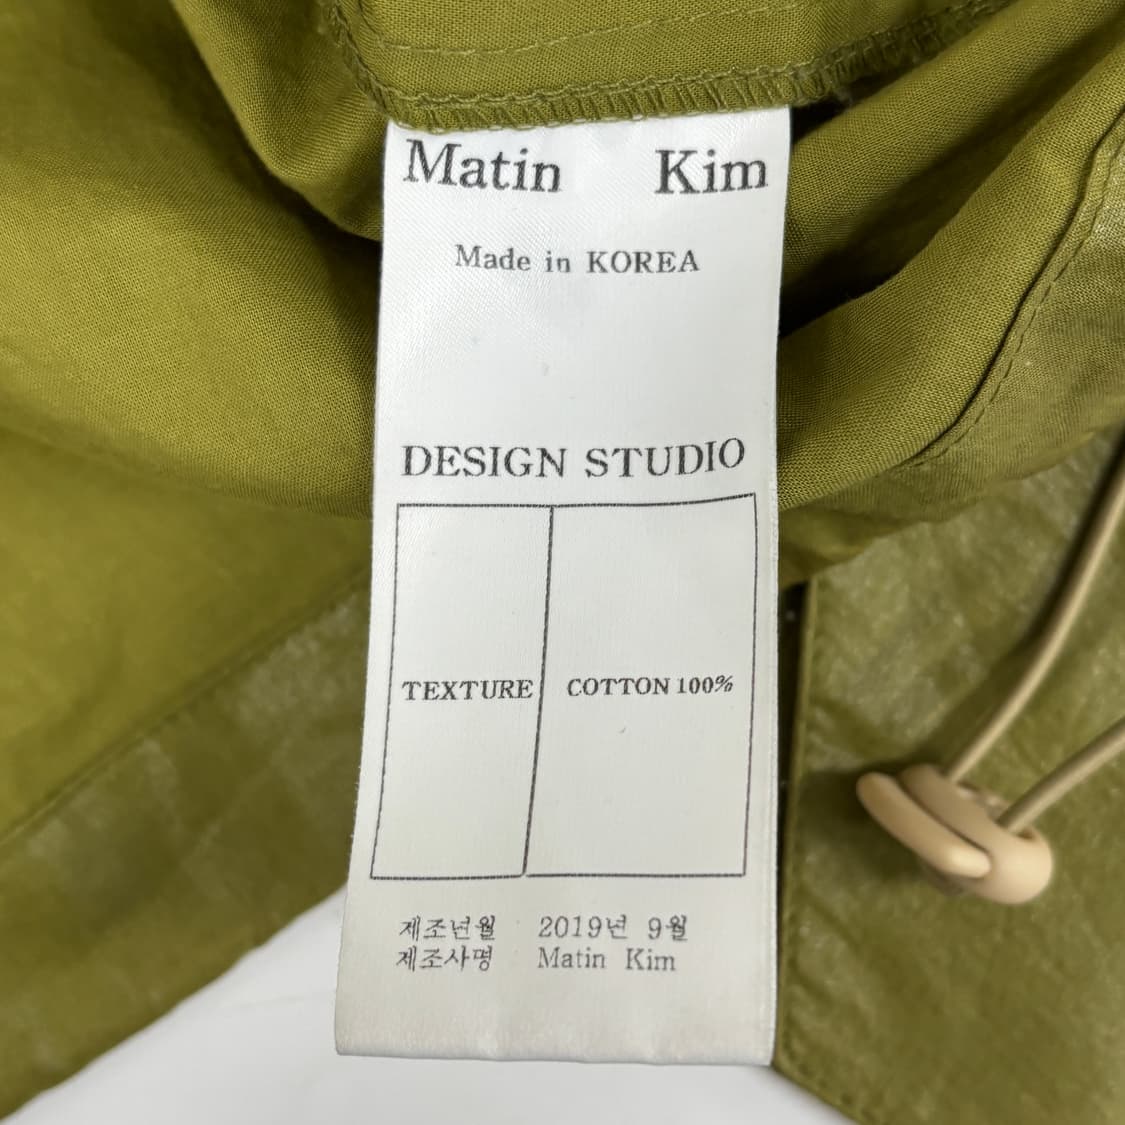 Matin Kim
Made in KOREA
DESIGN STUDIO
TEXTURE COTTON 100%
제조년월 2019년 9월
제조사명 Matin Kim